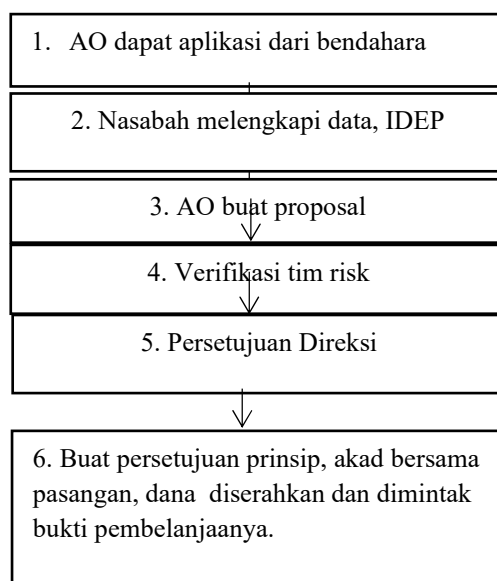 1. AO dapat aplikasi dari bendahara
2. Nasabah melengkapi data, IDEP
3. AO buat proposal
4. Verifikasi tim risk
5. Persetujuan Direksi
6. Buat persetujuan prinsip, akad bersama
pasangan, dana diserahkan dan dimintak
bukti pembelanjaanya.